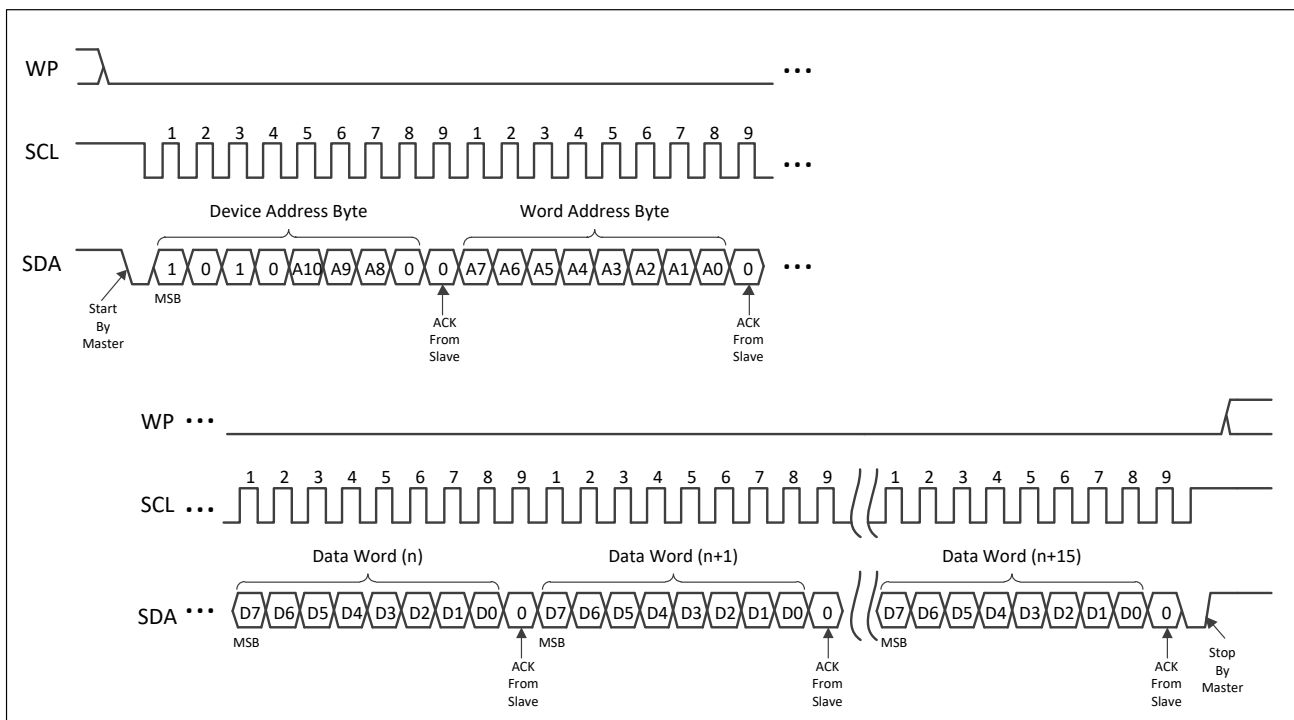 WP ...
SCL 1 2 3 4 5 6 7 8 9 1 2 3 4 5 6 7 8 9 ...
Device Address Byte Word Address Byte
SDA 1 0 1 0 A10 A9 A8 0 0 A7 A6 A5 A4 A3 A2 A1 A0 0 ...
MSB
Start By Master
ACK From Slave
ACK From Slave
WP ...
SCL ... 1 2 3 4 5 6 7 8 9 1 2 3 4 5 6 7 8 9 1 2 3 4 5 6 7 8 9
Data Word (n) Data Word (n+1) Data Word (n+15)
SDA ... D7 D6 D5 D4 D3 D2 D1 D0 0 D7 D6 D5 D4 D3 D2 D1 D0 0 D7 D6 D5 D4 D3 D2 D1 D0 0
MSB MSB MSB
ACK From Slave
ACK From Slave
ACK From Slave
Stop By Master